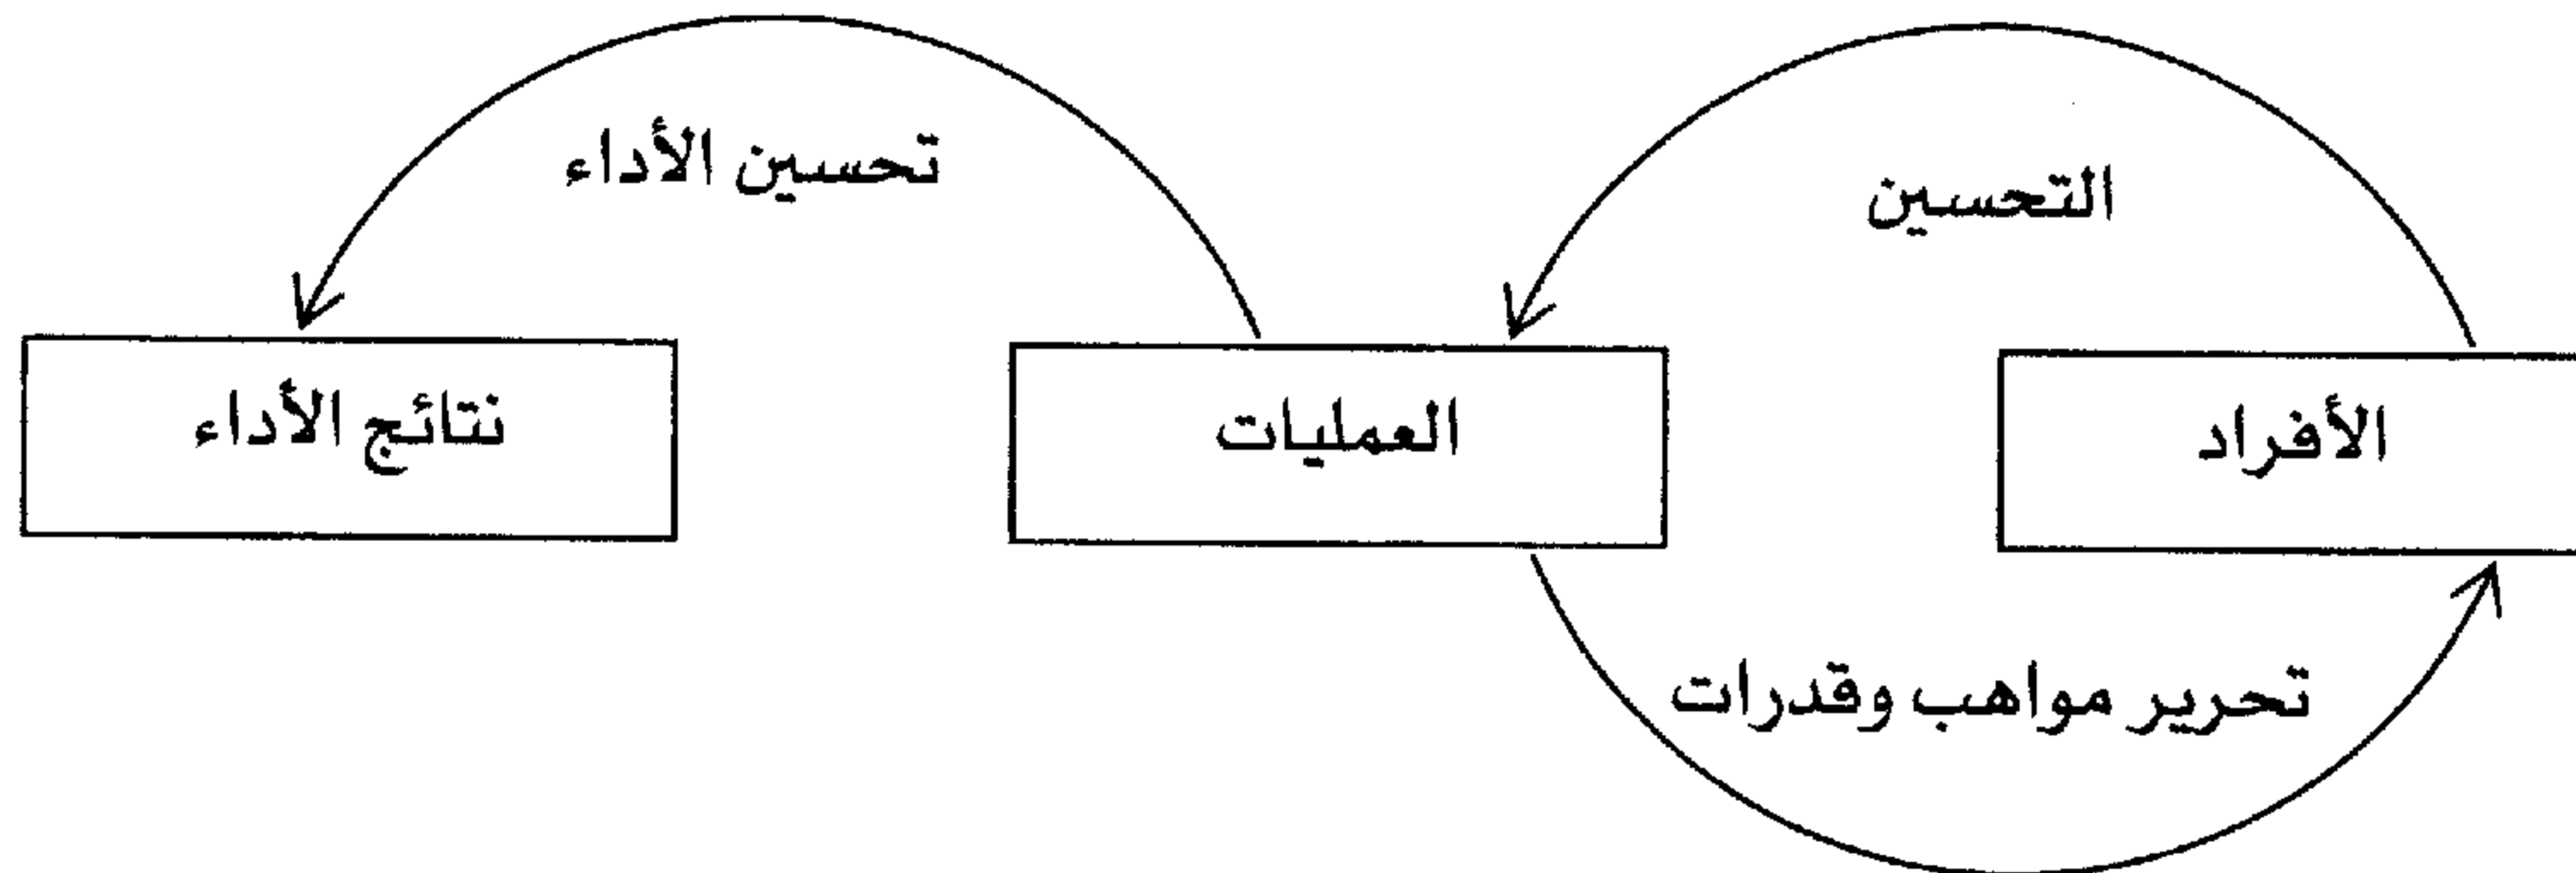 تحسين الأداء
التحسين
الأفراد
العمليات
نتائج الأداء
تحرير مواهب وقدرات